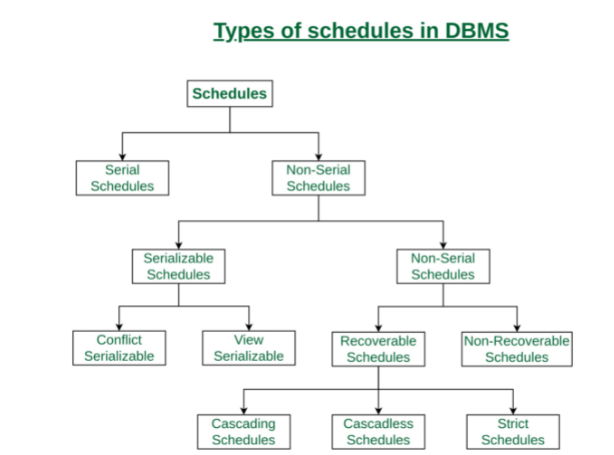 Types of schedules in DBMS
Schedules
Serial
Schedules
Non-Serial
Schedules
Serializable
Schedules
Non-Serial
Schedules
Conflict
Serializable
View
Serializable
Recoverable
Schedules
Non-Recoverable
Schedules
Cascading
Schedules
Cascadless
Schedules
Strict
Schedules